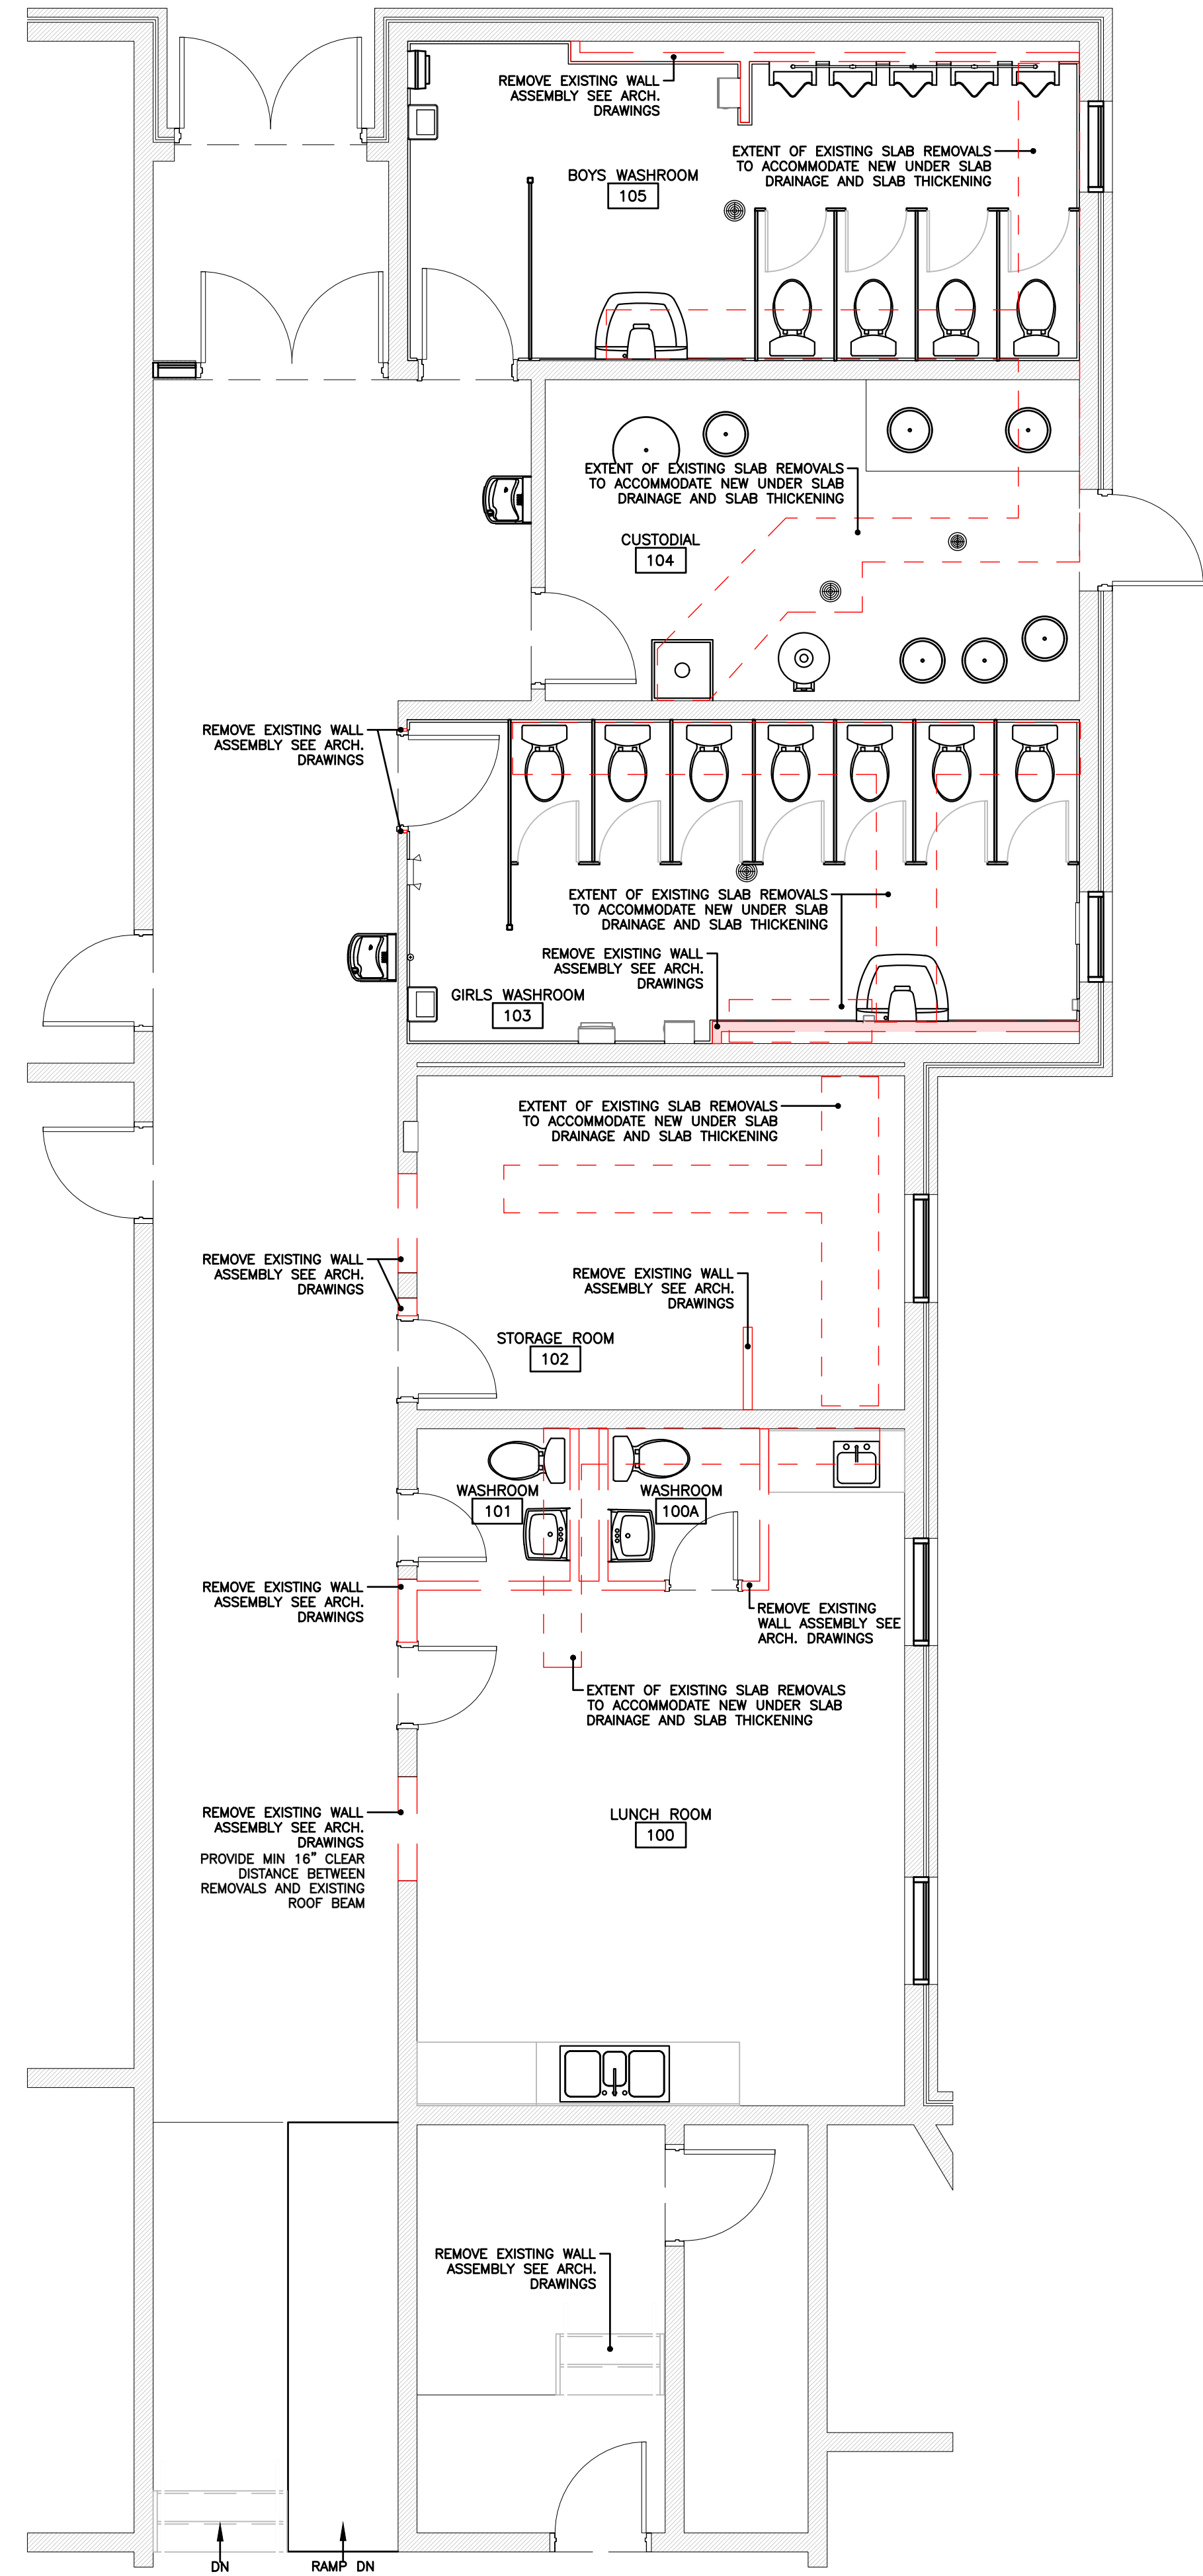 REMOVE EXISTING WALL
ASSEMBLY SEE ARCH.
DRAWINGS
EXTENT OF EXISTING SLAB REMOVALS
TO ACCOMMODATE NEW UNDER SLAB
DRAINAGE AND SLAB THICKENING
BOYS WASHROOM
105
EXTENT OF EXISTING SLAB REMOVALS
TO ACCOMMODATE NEW UNDER SLAB
DRAINAGE AND SLAB THICKENING
CUSTODIAL
104
REMOVE EXISTING WALL
ASSEMBLY SEE ARCH.
DRAWINGS
EXTENT OF EXISTING SLAB REMOVALS
TO ACCOMMODATE NEW UNDER SLAB
DRAINAGE AND SLAB THICKENING
REMOVE EXISTING WALL
ASSEMBLY SEE ARCH.
DRAWINGS
GIRLS WASHROOM
103
EXTENT OF EXISTING SLAB REMOVALS
TO ACCOMMODATE NEW UNDER SLAB
DRAINAGE AND SLAB THICKENING
REMOVE EXISTING WALL
ASSEMBLY SEE ARCH.
DRAWINGS
REMOVE EXISTING WALL
ASSEMBLY SEE ARCH.
DRAWINGS
STORAGE ROOM
102
WASHROOM
101
WASHROOM
100A
REMOVE EXISTING WALL
ASSEMBLY SEE ARCH.
DRAWINGS
REMOVE EXISTING
WALL ASSEMBLY SEE
ARCH. DRAWINGS
EXTENT OF EXISTING SLAB REMOVALS
TO ACCOMMODATE NEW UNDER SLAB
DRAINAGE AND SLAB THICKENING
REMOVE EXISTING WALL
ASSEMBLY SEE ARCH.
DRAWINGS
PROVIDE MIN 16" CLEAR
DISTANCE BETWEEN
REMOVALS AND EXISTING
ROOF BEAM
LUNCH ROOM
100
REMOVE EXISTING WALL
ASSEMBLY SEE ARCH.
DRAWINGS
DN
RAMP DN